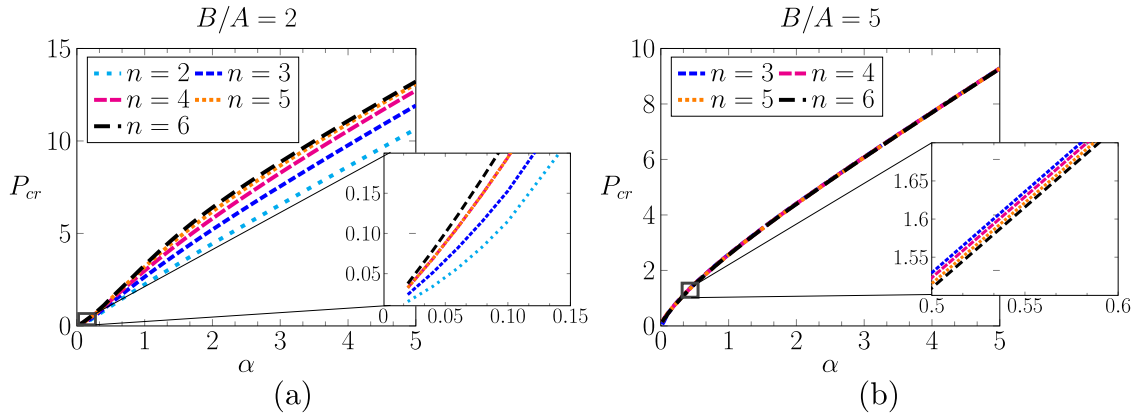 B/A = 2
15
10
5
0
P_cr
n = 2
n = 3
n = 4
n = 5
n = 6
0.15
0.10
0.05
0
0.05
0.10
0.15
0 1 2 3 4 5
α
(a)
B/A = 5
10
8
6
4
2
0
P_cr
n = 3
n = 4
n = 5
n = 6
1.65
1.6
1.55
0.5
0.55
0.6
0 1 2 3 4 5
α
(b)